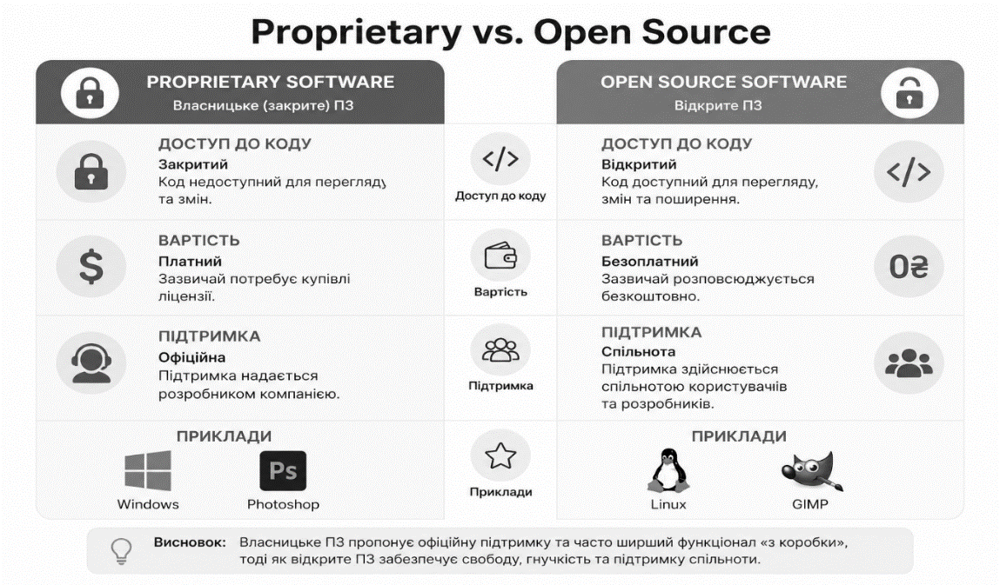 Proprietary vs. Open Source
PROPRIETARY SOFTWARE
Власницьке (закрите) ПЗ
ДОСТУП ДО КОДУ
Закритий
Код недоступний для перегляду
та змін.
ВАРТІСТЬ
$
Платний
Зазвичай потребує купівлі
ліцензії.
ПІДТРИМКА
Офіційна
Підтримка надається
розробником компанією.
ПРИКЛАДИ
Ps
Windows
Photoshop
</>
Доступ до коду
Вартість
Підтримка
Приклади
OPEN SOURCE SOFTWARE
Відкрите ПЗ
ДОСТУП ДО КОДУ
Відкритий
Код доступний для перегляду,
змін та поширення.
</>
ВАРТІСТЬ
Безоплатний
Зазвичай розповсюджується
безкоштовно.
0₴
ПІДТРИМКА
Спільнота
Підтримка здійснюється
спільнотою користувачів
та розробників.
ПРИКЛАДИ
Linux
GIMP
Висновок: Власницьке ПЗ пропонує офіційну підтримку та часто ширший функціонал «з коробки»,
тоді як відкрите ПЗ забезпечує свободу, гнучкість та підтримку спільноти.